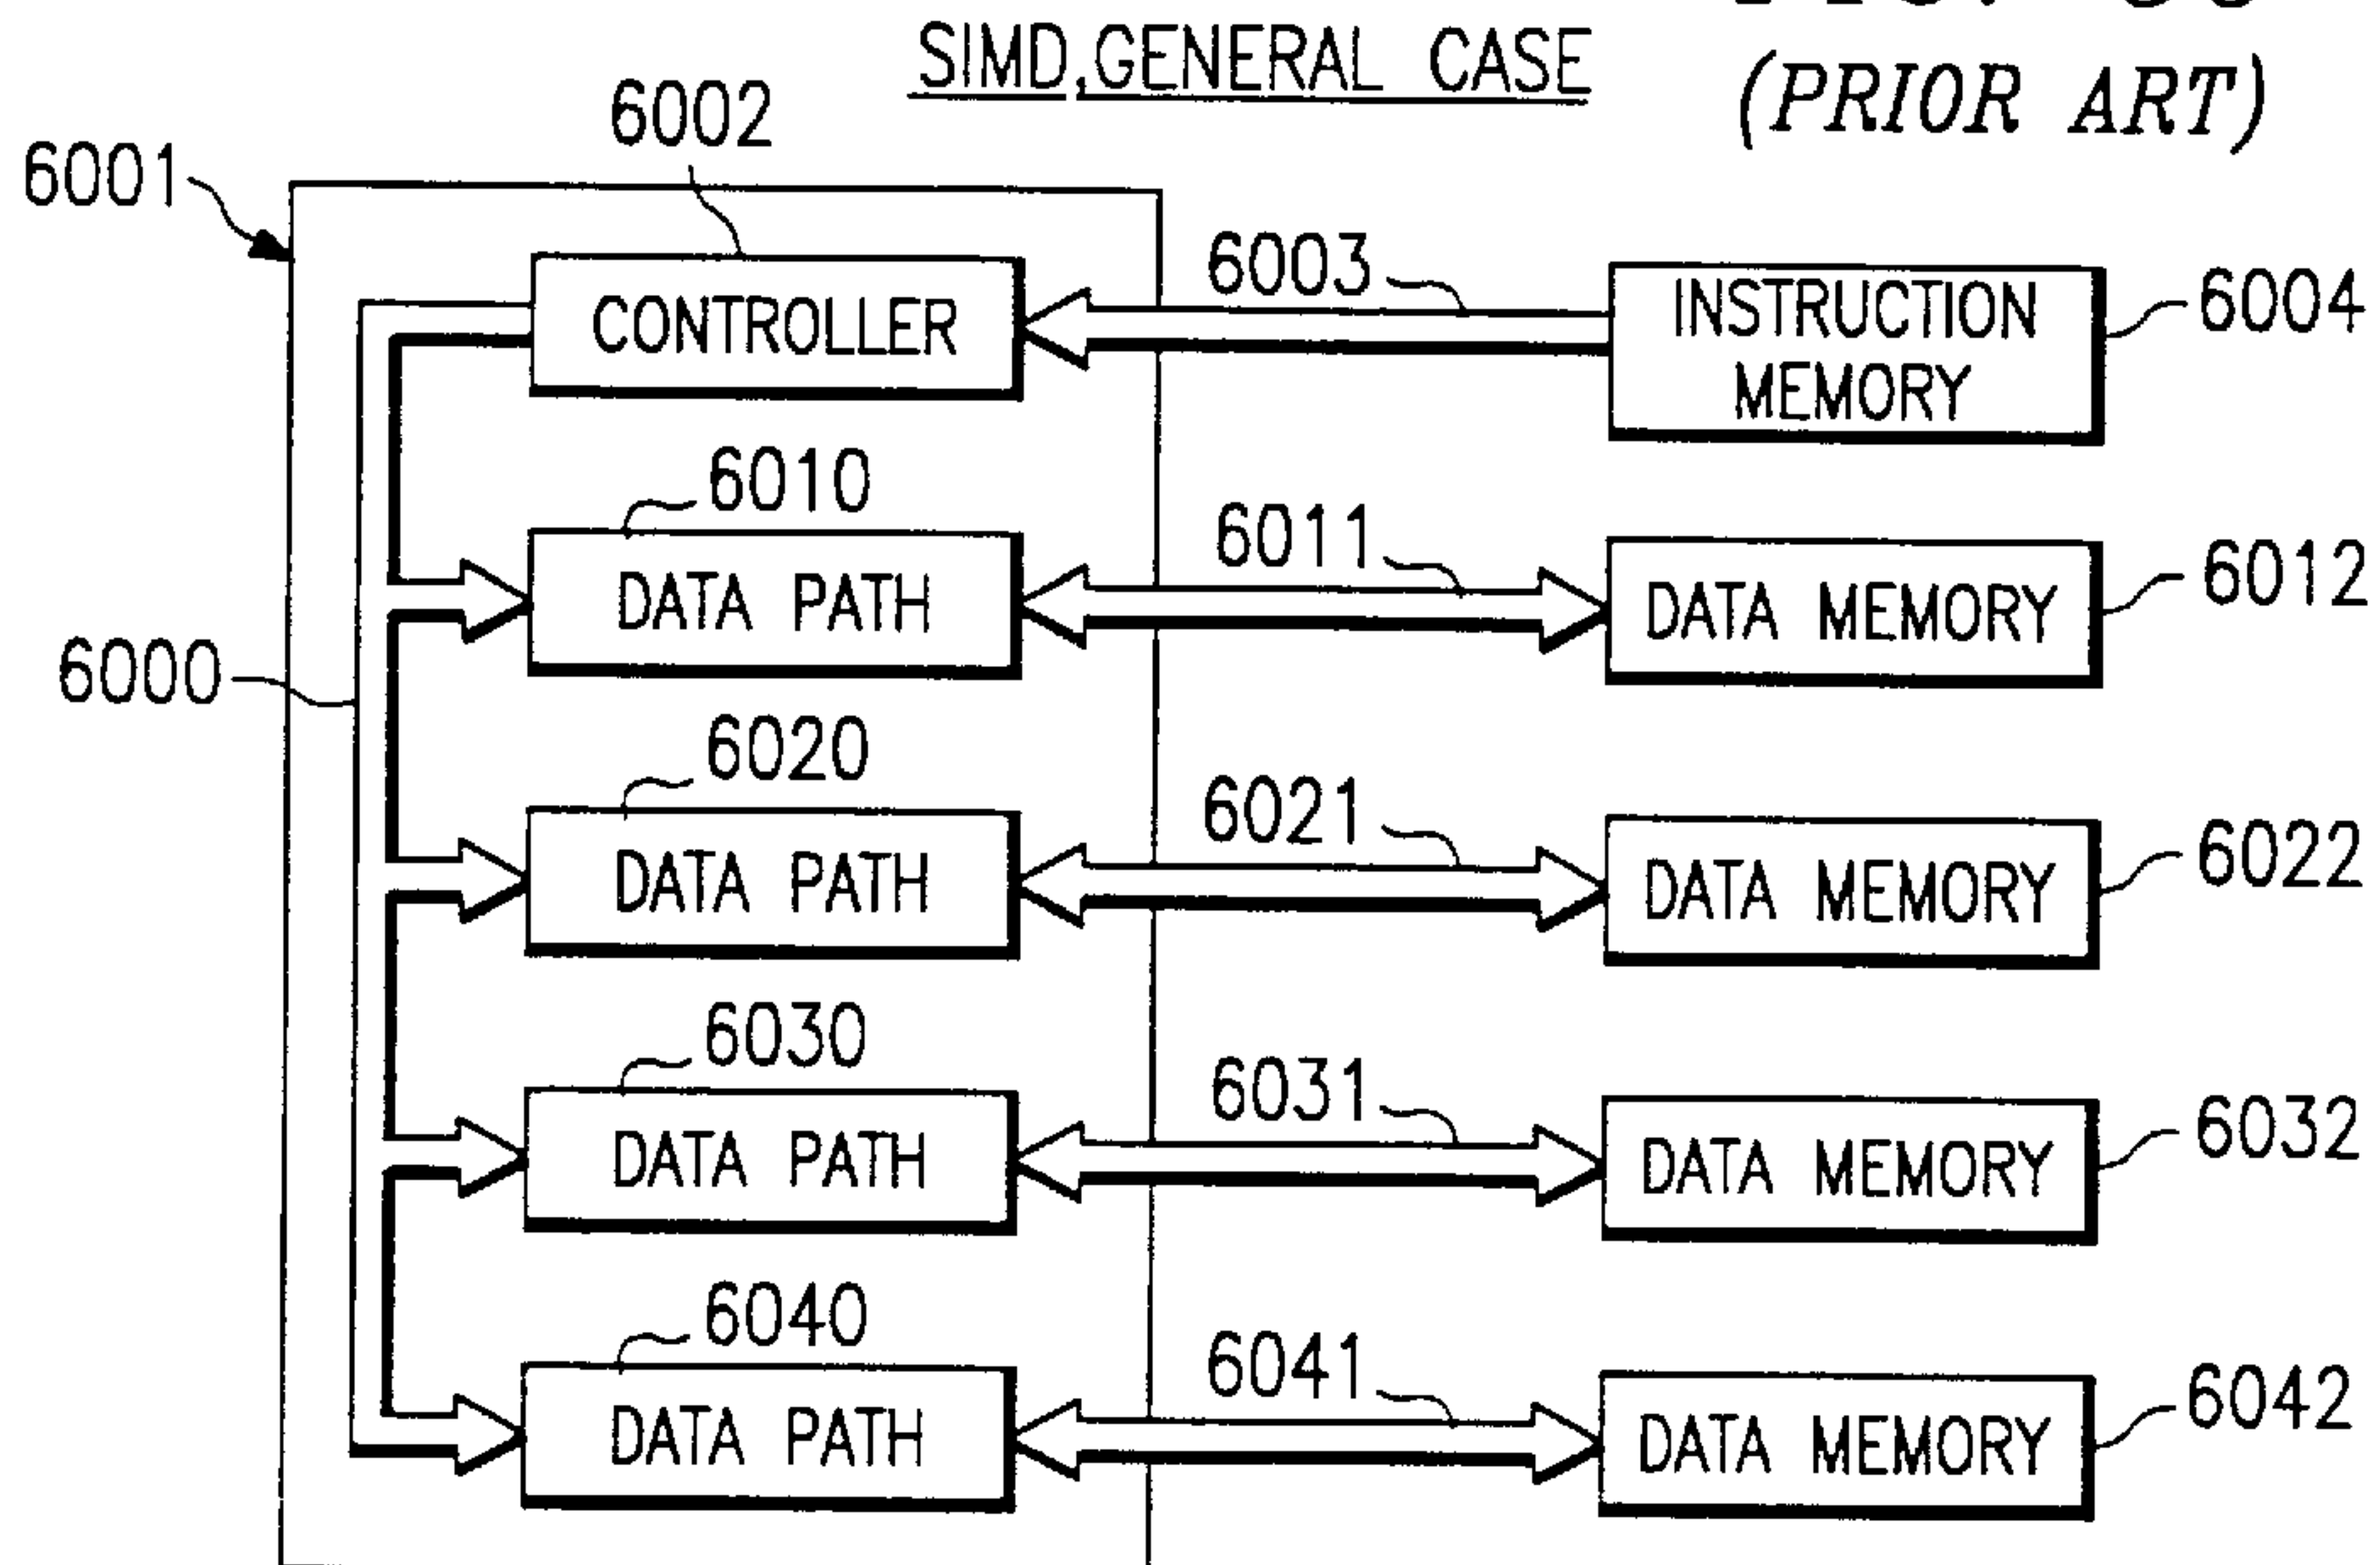 SIMD,GENERAL CASE
(PRIOR ART)
6001
6002
CONTROLLER
6003
INSTRUCTION
MEMORY
6004
6010
DATA PATH
6011
DATA MEMORY
6012
6000
6020
DATA PATH
6021
DATA MEMORY
6022
6030
DATA PATH
6031
DATA MEMORY
6032
6040
DATA PATH
6041
DATA MEMORY
6042